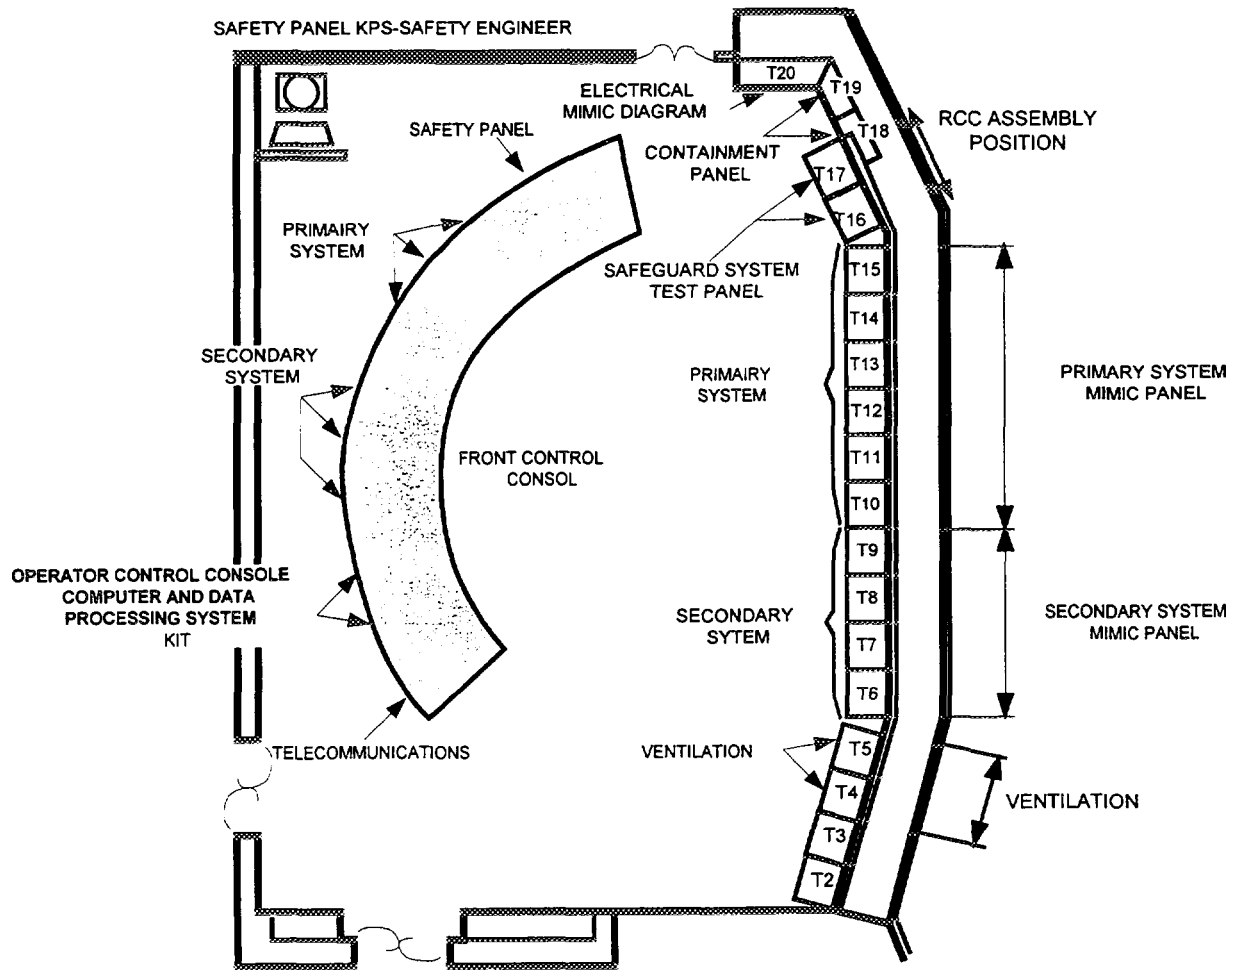 SAFETY PANEL KPS-SAFETY ENGINEER
T20
ELECTRICAL
MIMIC DIAGRAM
T19
T18
RCC ASSEMBLY
POSITION
SAFETY PANEL
CONTAINMENT
PANEL
T17
T16
PRIMAIRY
SYSTEM
SAFEGUARD SYSTEM
TEST PANEL
T15
T14
T13
T12
T11
T10
SECONDARY
SYSTEM
PRIMAIRY
SYSTEM
PRIMARY SYSTEM
MIMIC PANEL
FRONT CONTROL
CONSOL
T9
T8
T7
T6
OPERATOR CONTROL CONSOLE
COMPUTER AND DATA
PROCESSING SYSTEM
KIT
SECONDARY
SYTEM
SECONDARY SYSTEM
MIMIC PANEL
TELECOMMUNICATIONS
VENTILATION
T5
T4
T3
T2
VENTILATION